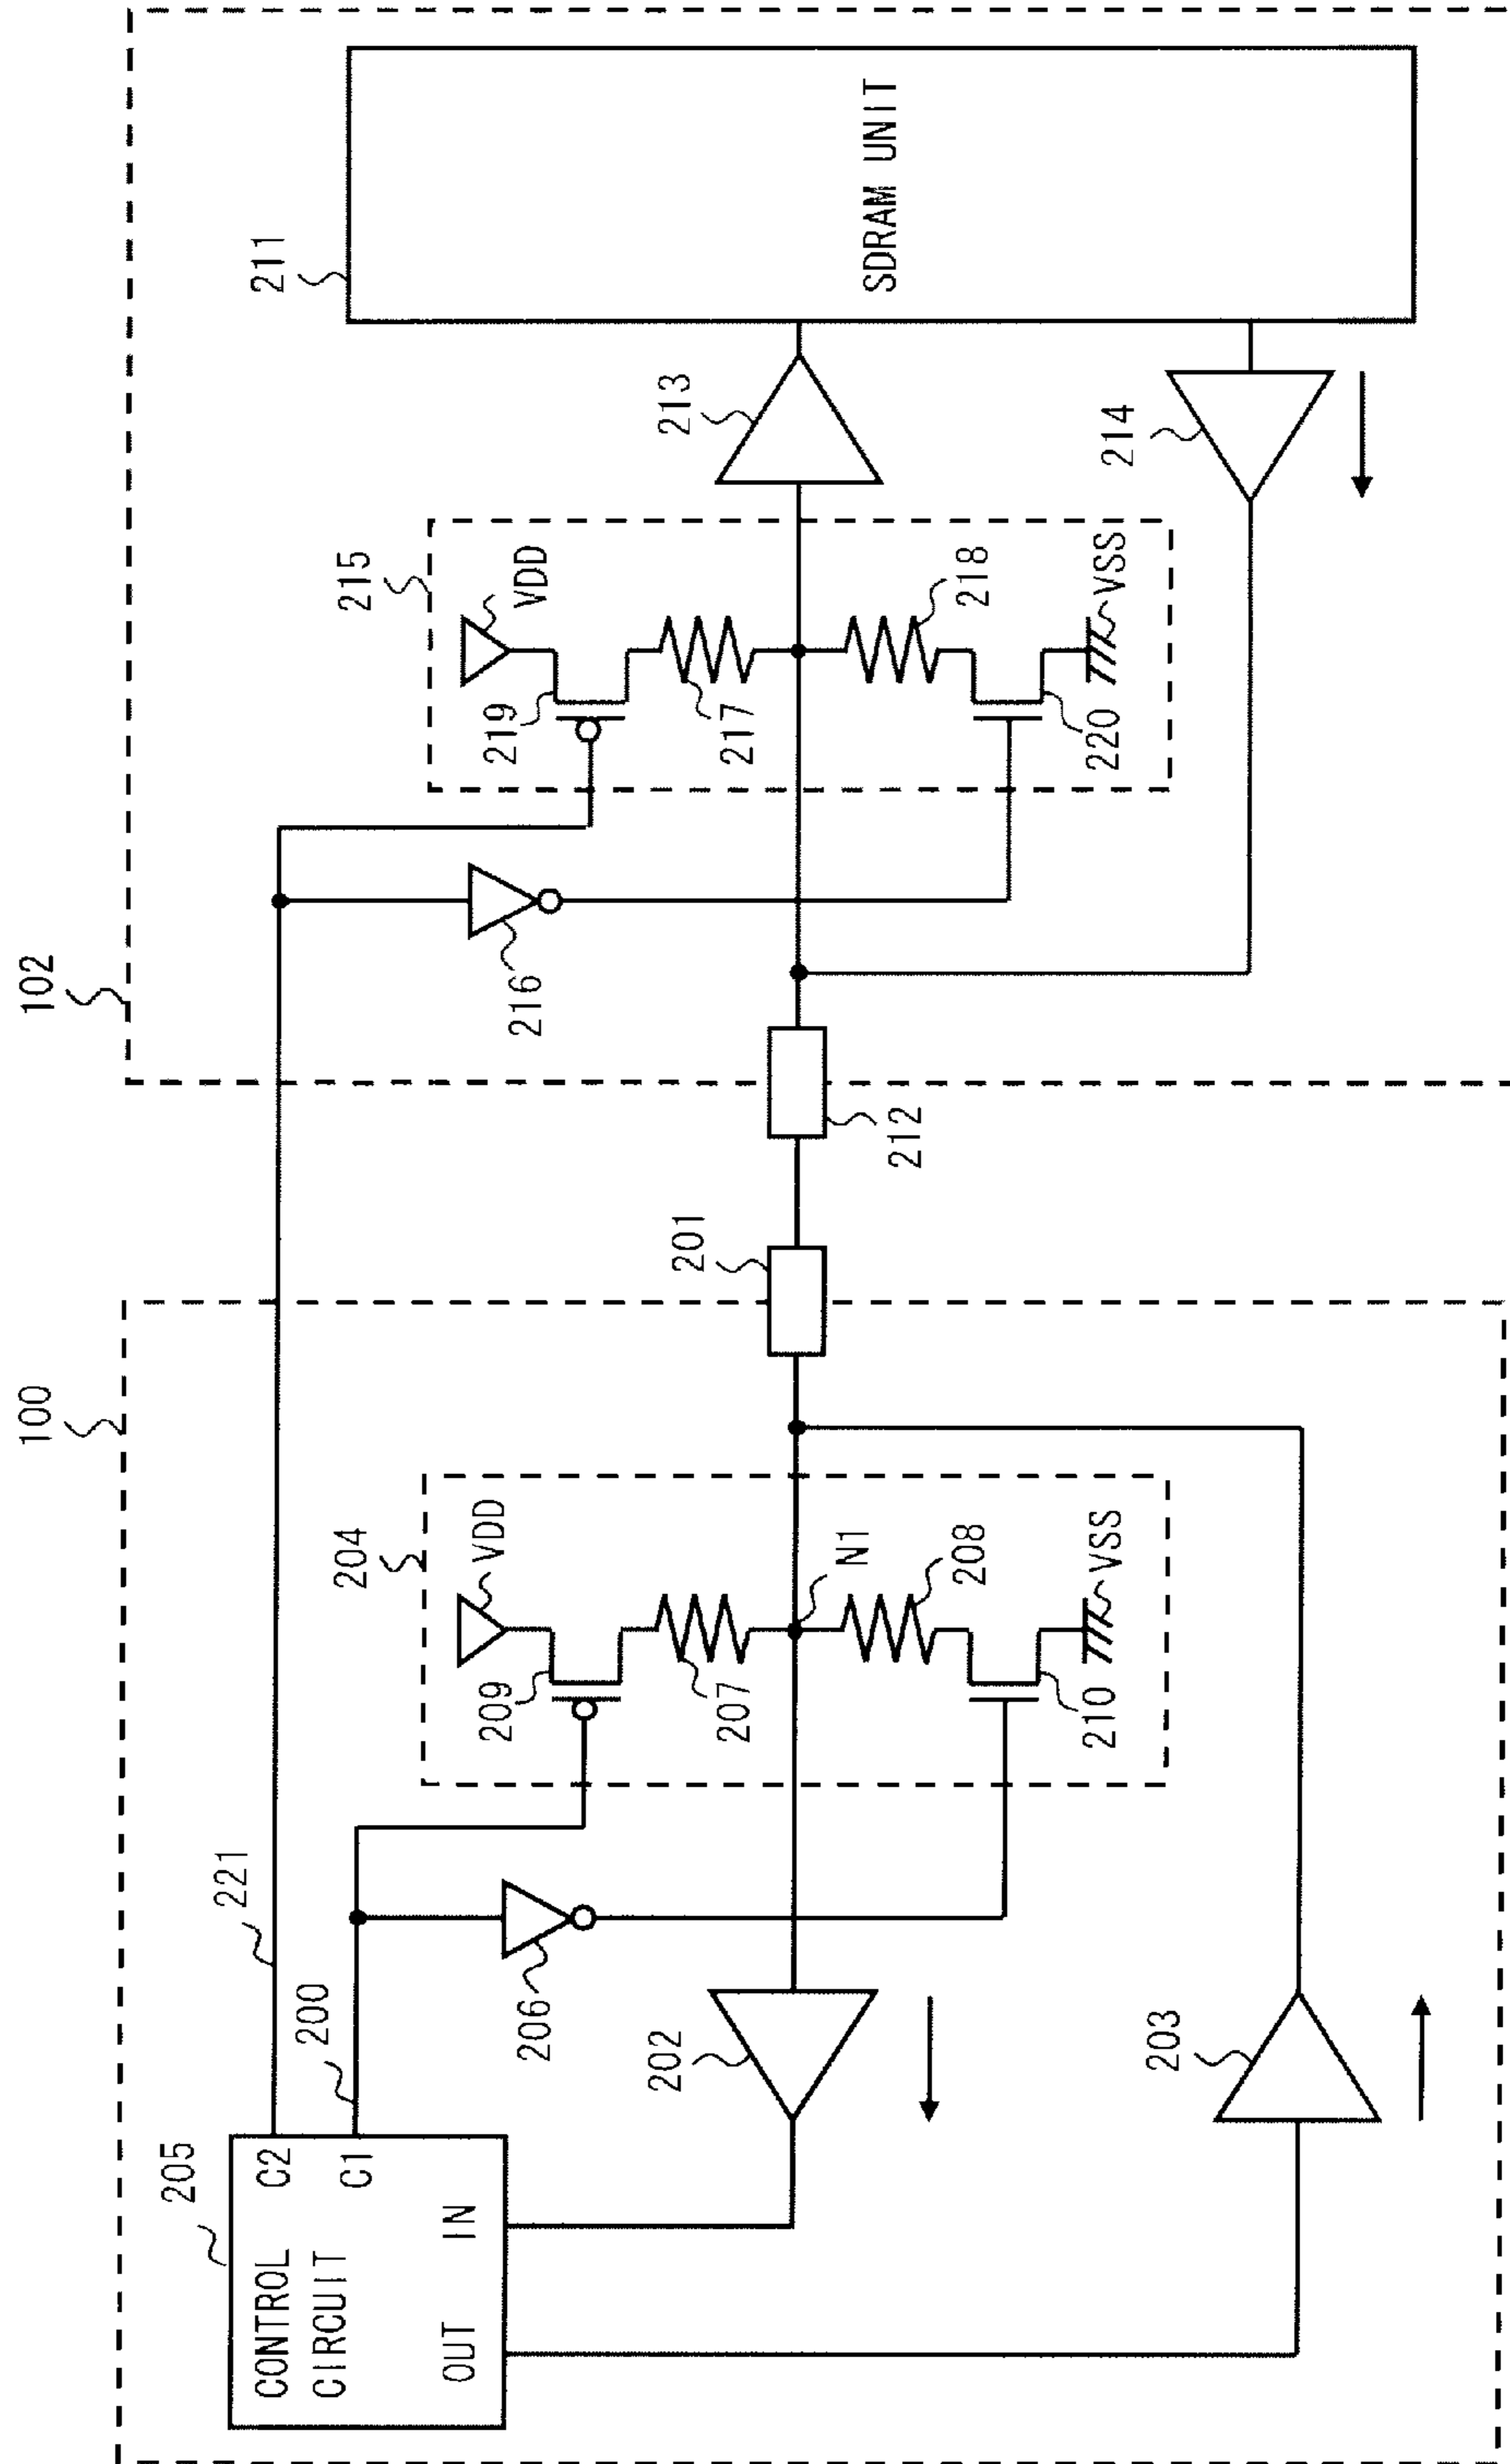 100
102
205
CONTROL
CIRCUIT
C2
C1
OUT
IN
221
200
206
202
203
204
VDD
209
207
N1
208
210
VSS
201
212
216
215
VDD
219
217
218
220
VSS
213
214
211
SDRAM UNIT